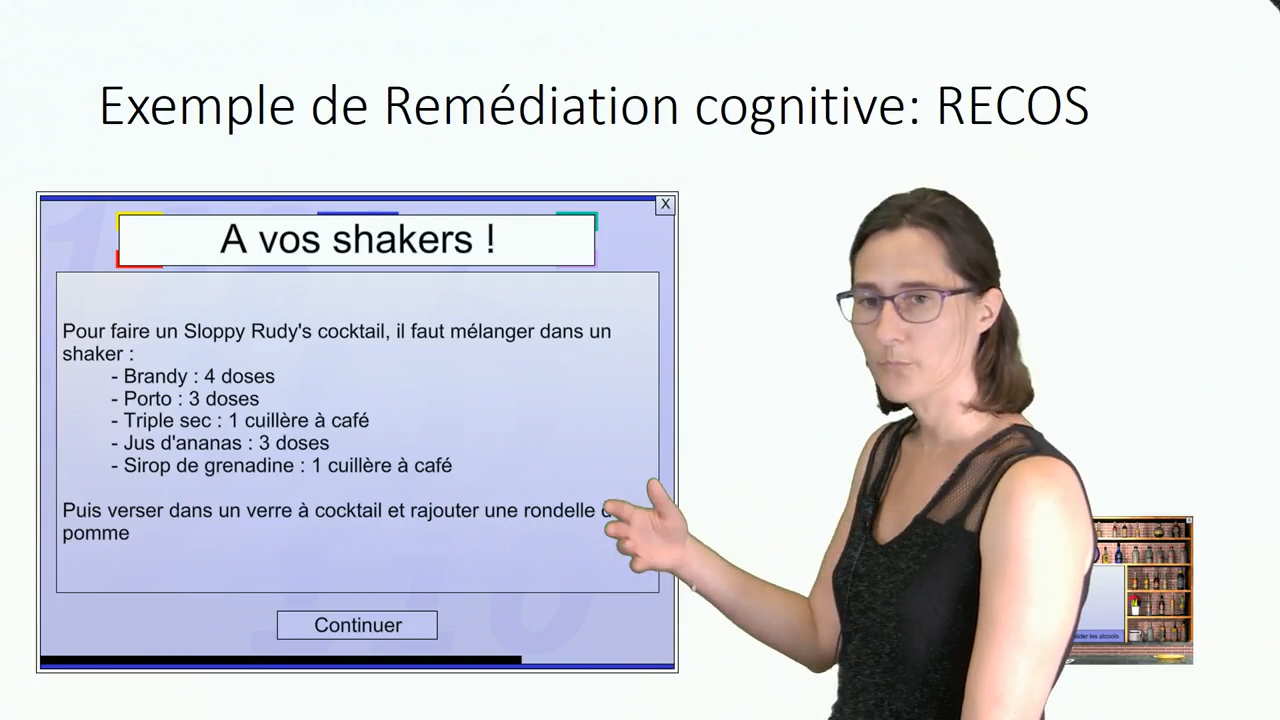 Exemple de Remédiation cognitive: RECOS
X
A vos shakers !
Pour faire un Sloppy Rudy's cocktail, il faut mélanger dans un
shaker :
- Brandy : 4 doses
- Porto : 3 doses
- Triple sec : 1 cuillère à café
- Jus d'ananas : 3 doses
- Sirop de grenadine : 1 cuillère à café
Puis verser dans un verre à cocktail et rajouter une rondelle
pomme
Continuer
les alcools